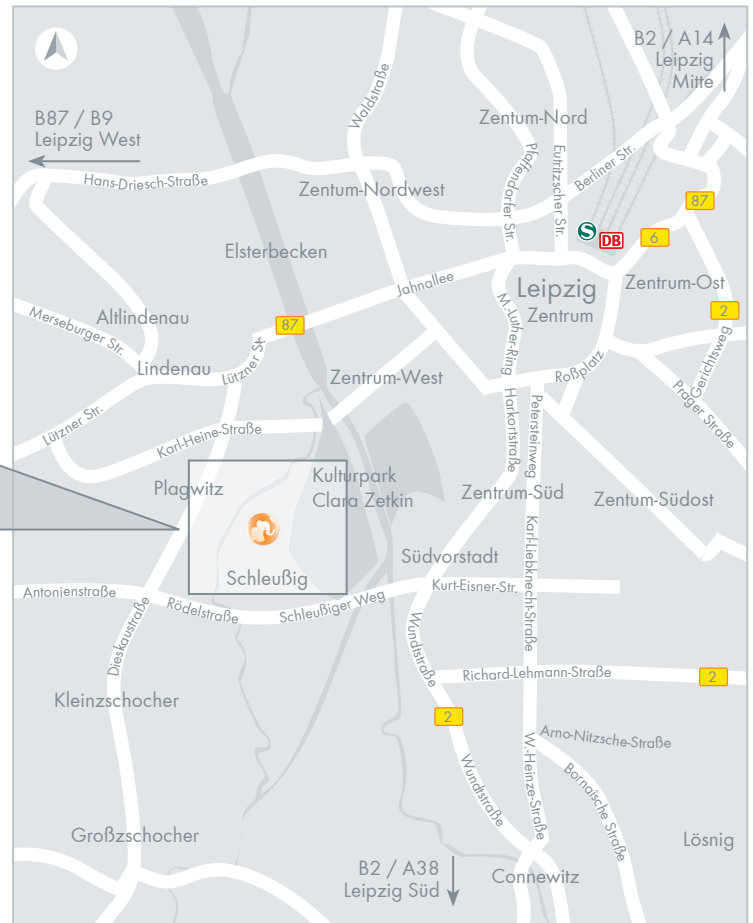 B2 / A14
Leipzig
Mitte
B87 / B9
Leipzig West
Waldstraße
Zentum-Nord
Pfaffendorfer Str.
Eutritzscher Str.
Berliner Str.
Hans-Driesch-Straße
Zentum-Nordwest
87
S
DB
6
Elsterbecken
Jahnallee
Leipzig
Zentrum
Zentrum-Ost
2
Merseburger Str.
Altlindenau
87
M.-Luther-Ring
Gerichtsweg
Lindenau
Lützner Str.
Zentrum-West
Roßplatz
Prager Straße
Lützner Str.
Karl-Heine-Straße
Harkortstraße
Petersteinweg
Plagwitz
Kulturpark
Clara Zetkin
Zentrum-Süd
Zentum-Südost
Karl-Liebknecht-Straße
Südvorstadt
Schleußig
Kurt-Eisner-Str.
Antonienstraße
Rödelstraße
Schleußiger Weg
Dieskaustraße
Wundtstraße
Richard-Lehmann-Straße
2
Kleinzschocher
2
Arno-Nitzsche-Straße
W.-Heinze-Straße
Wundtstraße
Bornaische Straße
Großzschocher
Lösnig
B2 / A38
Leipzig Süd
Connewitz